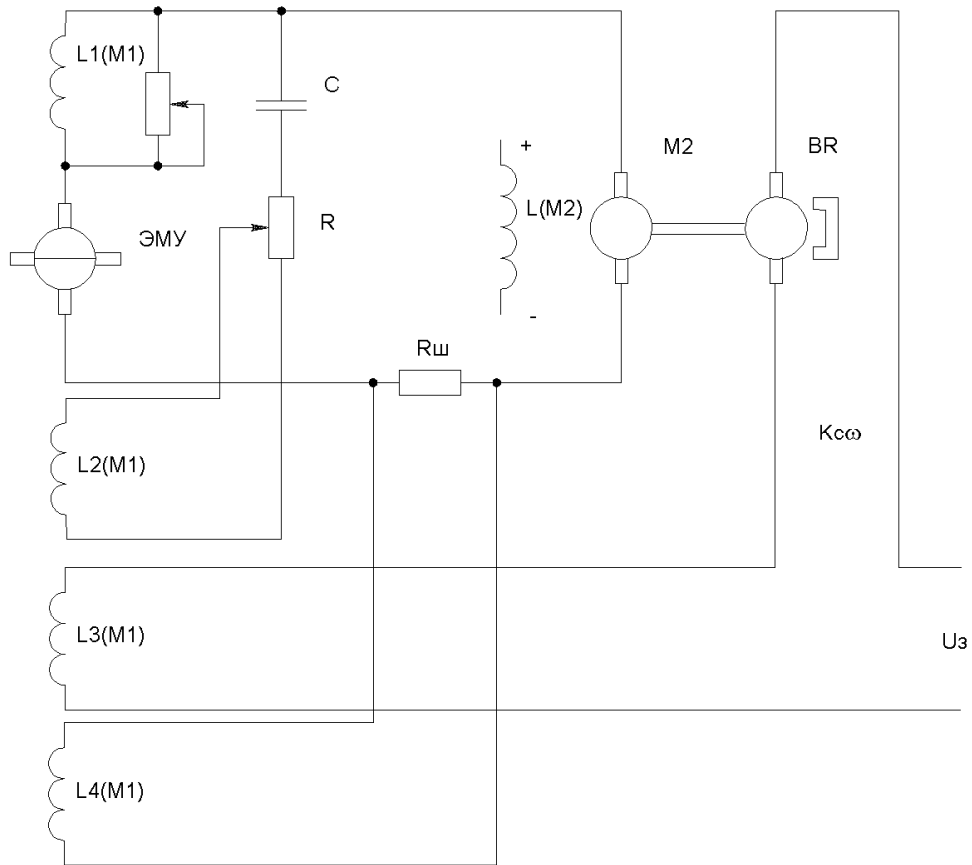 L1(M1)
C
M2
BR
+
L(M2)
R
ЭМУ
-
Rш
Kcω
L2(M1)
L3(M1)
Uз
L4(M1)